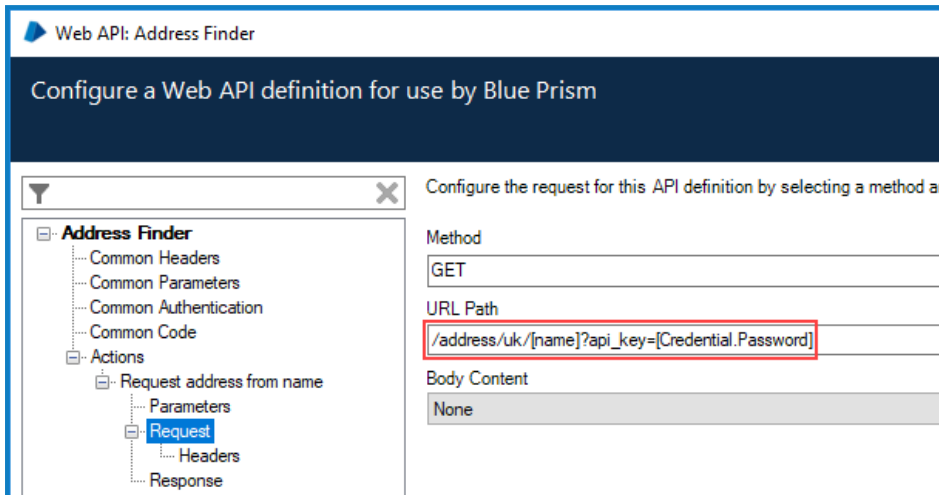 Web API: Address Finder
Configure a Web API definition for use by Blue Prism
Configure the request for this API definition by selecting a method a
Address Finder
Common Headers
Common Parameters
Common Authentication
Common Code
Actions
Request address from name
Parameters
Request
Headers
Response
Method
GET
URL Path
/address/uk/[name]?api_key=[Credential.Password]
Body Content
None